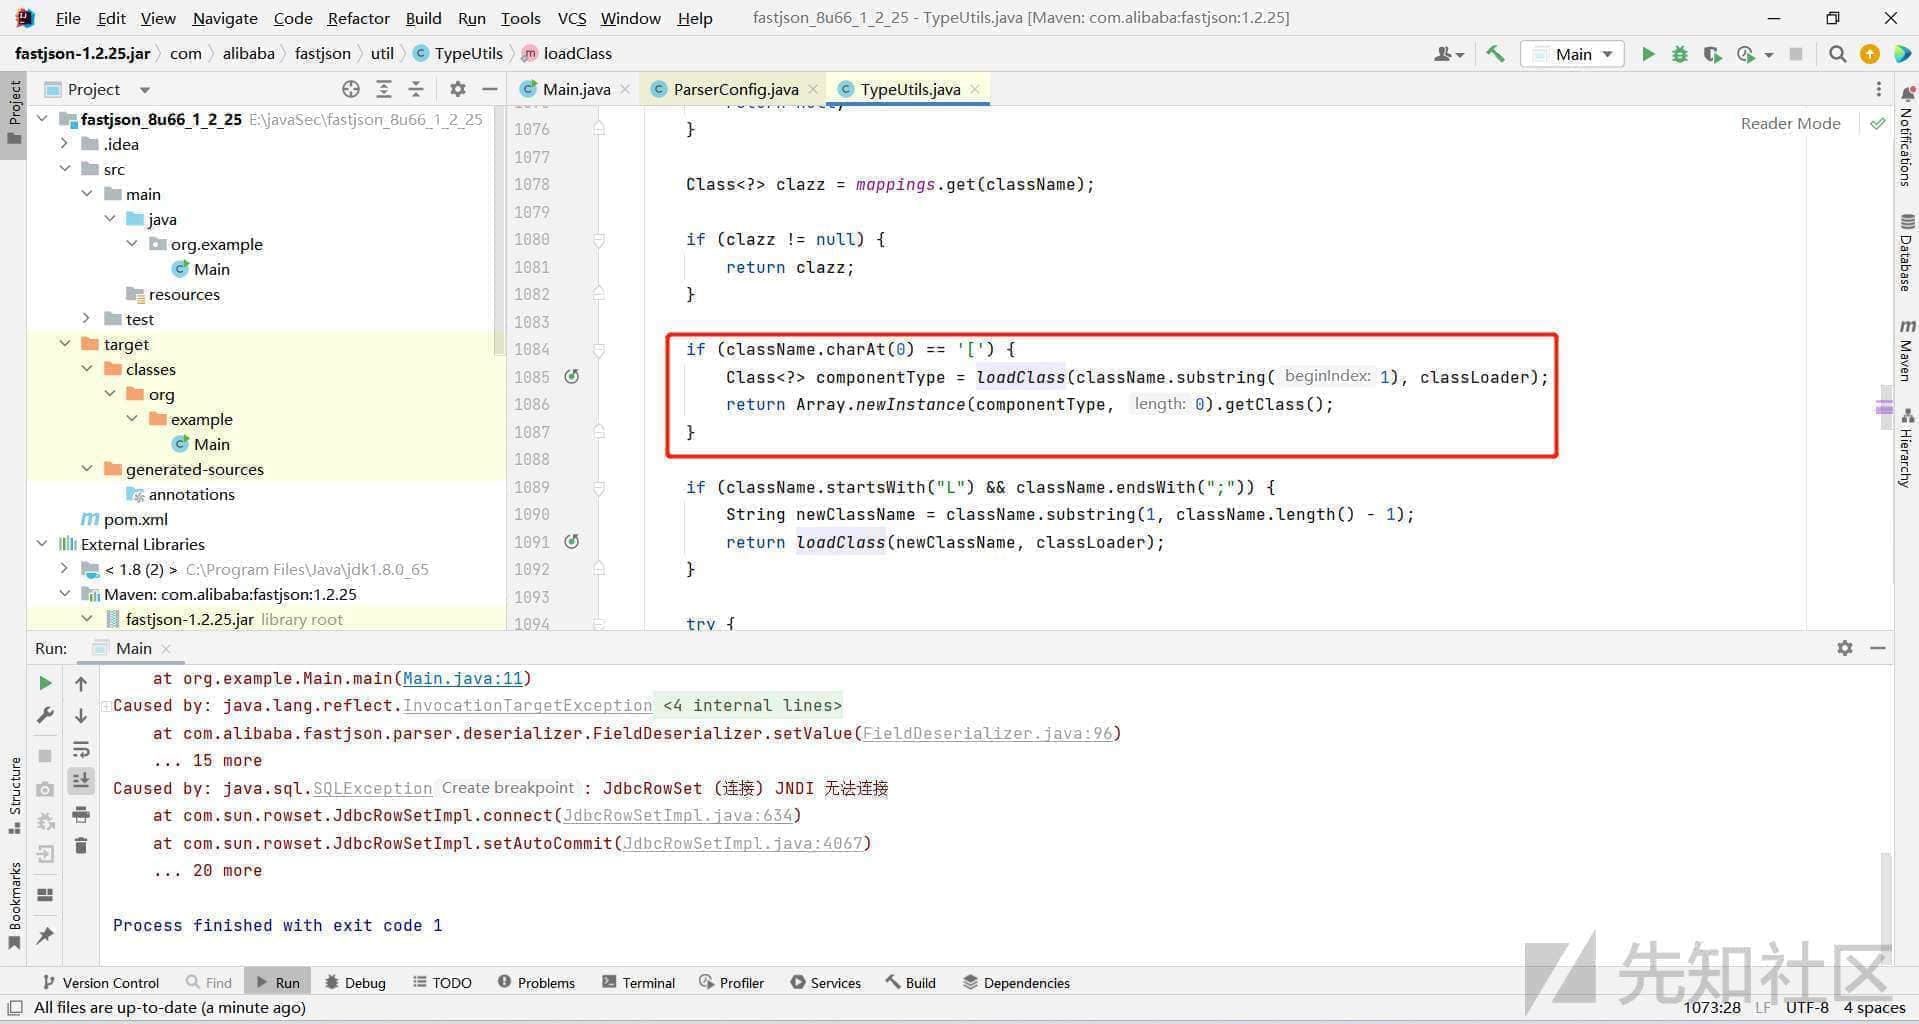 File Edit View Navigate Code Refactor Build Run Tools VCS Window Help fastjson_8u66_1_2_25 - TypeUtils.java [Maven: com.alibaba:fastjson:1.2.25]
fastjson-1.2.25.jar com alibaba fastjson util TypeUtils loadClass Main
Project
Main.java ParserConfig.java TypeUtils.java
Project
Structure
Bookmarks
fastjson_8u66_1_2_25 E:\javaSec\fastjson_8u66_1_2_25
.idea
src
main
java
org.example
Main
resources
test
target
classes
org
example
Main
generated-sources
annotations
pom.xml
External Libraries
< 1.8 (2) > C:\Program Files\Java\jdk1.8.0_65
Maven: com.alibaba:fastjson:1.2.25
fastjson-1.2.25.jar library root
Reader Mode
1076 }
1077
1078 Class<?> clazz = mappings.get(className);
1079
1080 if (clazz != null) {
1081 return clazz;
1082 }
1083
1084 if (className.charAt(0) == '[') {
1085 Class<?> componentType = loadClass(className.substring( beginIndex: 1), classLoader);
1086 return Array.newInstance(componentType, length: 0).getClass();
1087 }
1088
1089 if (className.startsWith("L") && className.endsWith(";")) {
1090 String newClassName = className.substring(1, className.length() - 1);
1091 return loadClass(newClassName, classLoader);
1092 }
1093
1094 try {
Notifications
Database
Maven
Hierarchy
Run: Main
at org.example.Main.main(Main.java:11)
Caused by: java.lang.reflect.InvocationTargetException <4 internal lines>
at com.alibaba.fastjson.parser.deserializer.FieldDeserializer.setValue(FieldDeserializer.java:96)
... 15 more
Caused by: java.sql.SQLException Create breakpoint : JdbcRowSet (连接) JNDI 无法连接
at com.sun.rowset.JdbcRowSetImpl.connect(JdbcRowSetImpl.java:634)
at com.sun.rowset.JdbcRowSetImpl.setAutoCommit(JdbcRowSetImpl.java:4067)
... 20 more
Process finished with exit code 1
Version Control Find Run Debug TODO Problems Terminal Profiler Services Build Dependencies
All files are up-to-date (a minute ago) 1073:28 LF UTF-8 4 spaces
先知社区